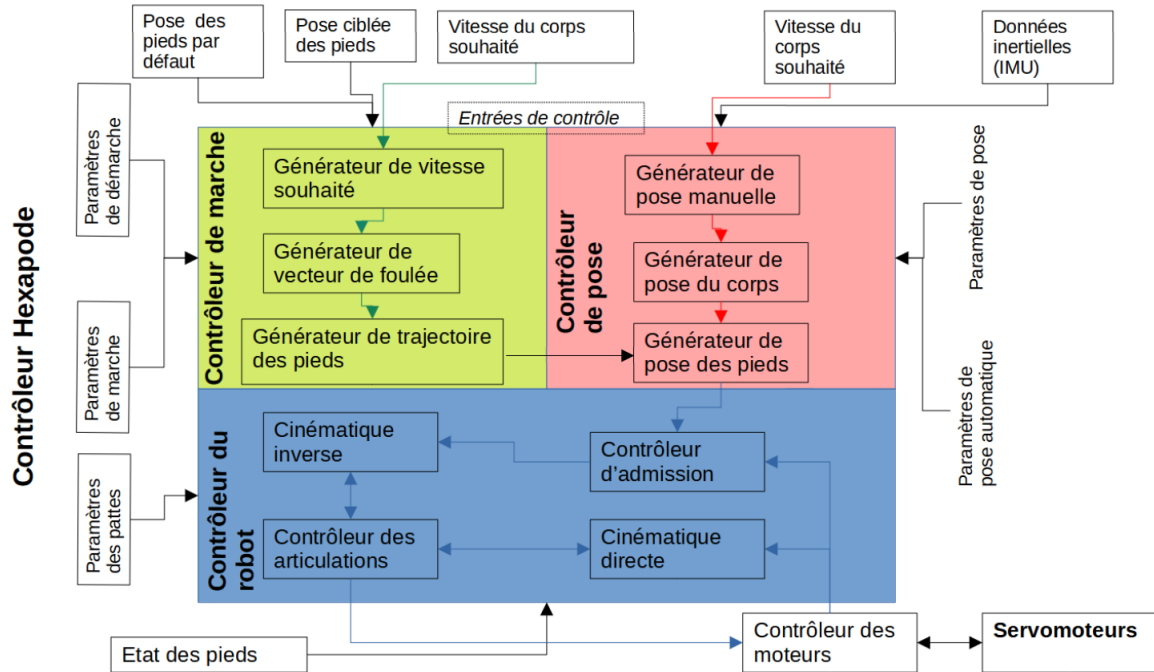 Pose des
pieds par
défaut
Pose ciblée
des pieds
Vitesse du corps
souhaité
Vitesse du
corps
souhaité
Données
inertielles
(IMU)
Entrées de contrôle
Contrôleur Hexapode
Paramètres
de démarche
Paramètres
de marche
Paramètres
des pattes
Contrôleur de marche
Générateur de vitesse
souhaité
Générateur de
vecteur de foulée
Générateur de trajectoire
des pieds
Contrôleur
de pose
Générateur de
pose manuelle
Générateur de
pose du corps
Générateur de
pose des pieds
Paramètres de pose
Paramètres de
pose automatique
Contrôleur du
robot
Cinématique
inverse
Contrôleur
d'admission
Contrôleur des
articulations
Cinématique
directe
Etat des pieds
Contrôleur des
moteurs
Servomoteurs